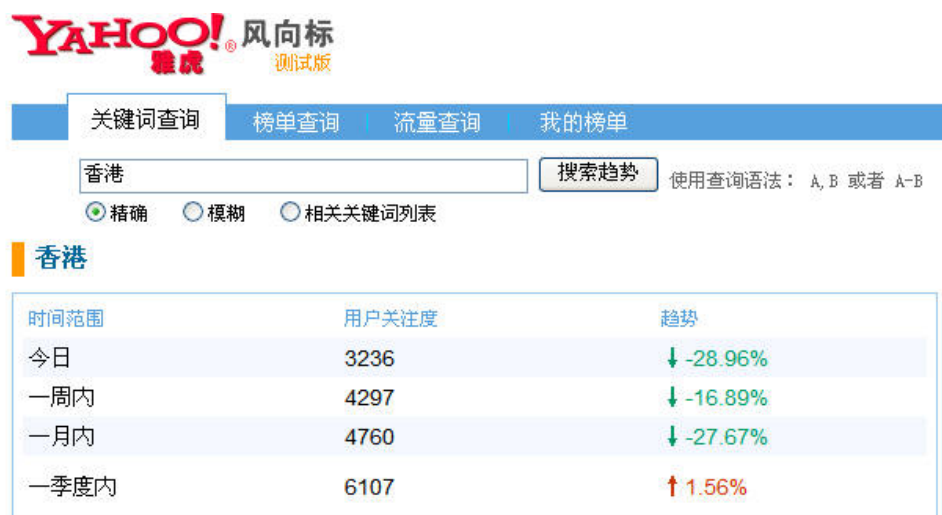 YAHOO!® 风向标
雅虎 测试版
关键词查询 榜单查询 流量查询 我的榜单
香港 搜索趋势 使用查询语法： A,B 或者 A-B
精确 模糊 相关关键词列表
香港
时间范围 用户关注度 趋势
今日 3236 ↓ -28.96%
一周内 4297 ↓ -16.89%
一月内 4760 ↓ -27.67%
一季度内 6107 ↑ 1.56%